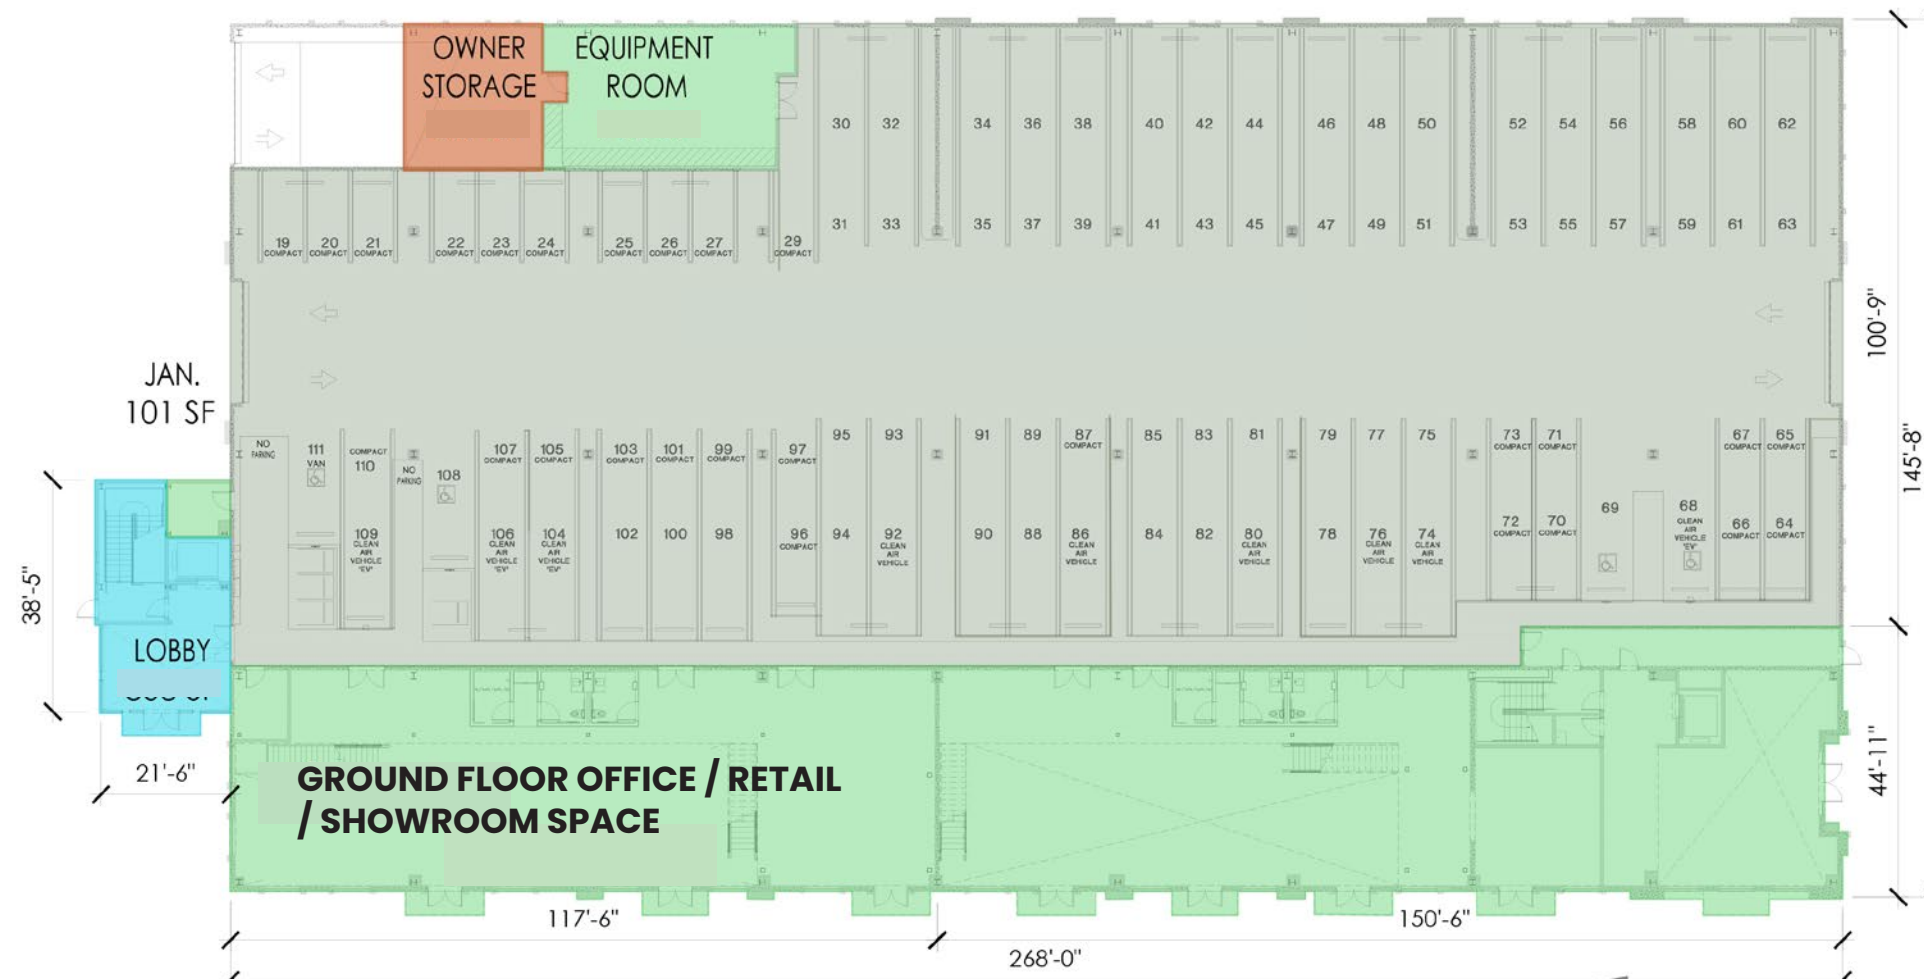 OWNER
STORAGE
EQUIPMENT
ROOM
30 32 34 36 38 40 42 44 46 48 50 52 54 56 58 60 62
31 33 35 37 39 41 43 45 47 49 51 53 55 57 59 61 63
19 20 21 22 23 24 25 26 27 29
COMPACT COMPACT COMPACT COMPACT COMPACT COMPACT COMPACT COMPACT COMPACT COMPACT
100'-9"
JAN.
101 SF
145'-8"
NO
PARKING
111
VAN
COMPACT
110
NO
PARKING
108
107
COMPACT
105
COMPACT
103
COMPACT
101
COMPACT
99
COMPACT
97
COMPACT
95
93
91
89
87
COMPACT
85
83
81
79
77
75
73
COMPACT
71
COMPACT
67
COMPACT
65
COMPACT
109
CLEAN
AIR
VEHICLE
"EV"
106
CLEAN
AIR
VEHICLE
"EV"
104
CLEAN
AIR
VEHICLE
"EV"
102
100
98
96
COMPACT
94
92
CLEAN
AIR
VEHICLE
90
88
86
CLEAN
AIR
VEHICLE
84
82
80
CLEAN
AIR
VEHICLE
78
76
CLEAN
AIR
VEHICLE
74
CLEAN
AIR
VEHICLE
72
COMPACT
70
COMPACT
69
68
CLEAN
AIR
VEHICLE
"EV"
66
COMPACT
64
COMPACT
38'-5"
LOBBY
21'-6"
GROUND FLOOR OFFICE / RETAIL
/ SHOWROOM SPACE
44'-11"
117'-6"
150'-6"
268'-0"